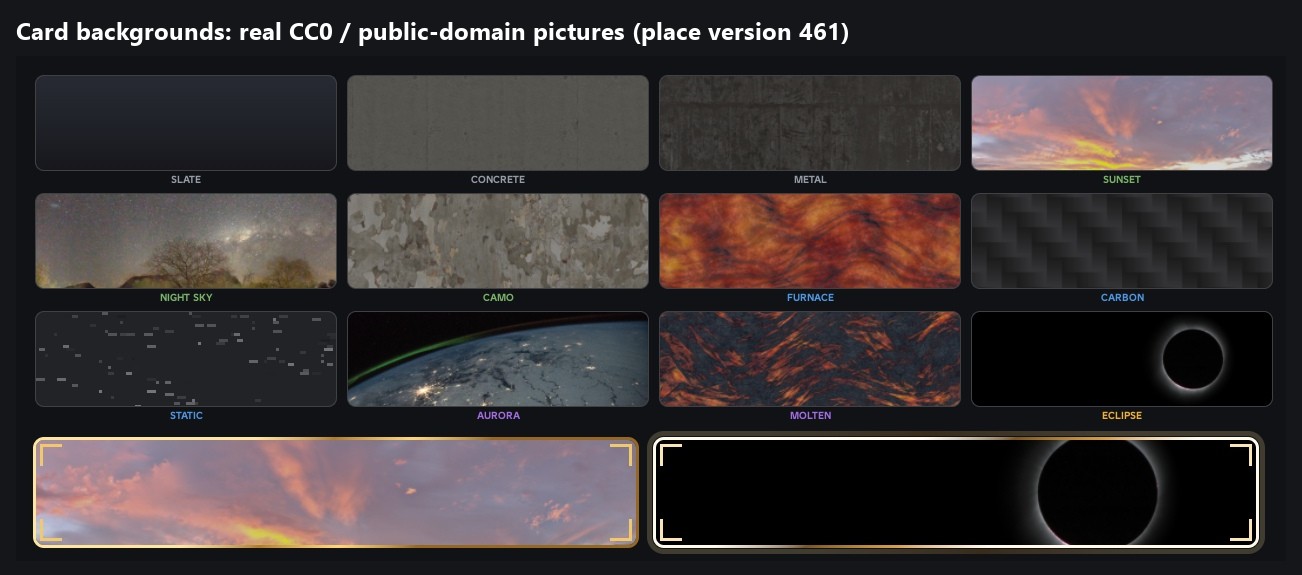 Card backgrounds: real CC0 / public-domain pictures (place version 461)
SLATE
CONCRETE
METAL
SUNSET
NIGHT SKY
CAMO
FURNACE
CARBON
STATIC
AURORA
MOLTEN
ECLIPSE